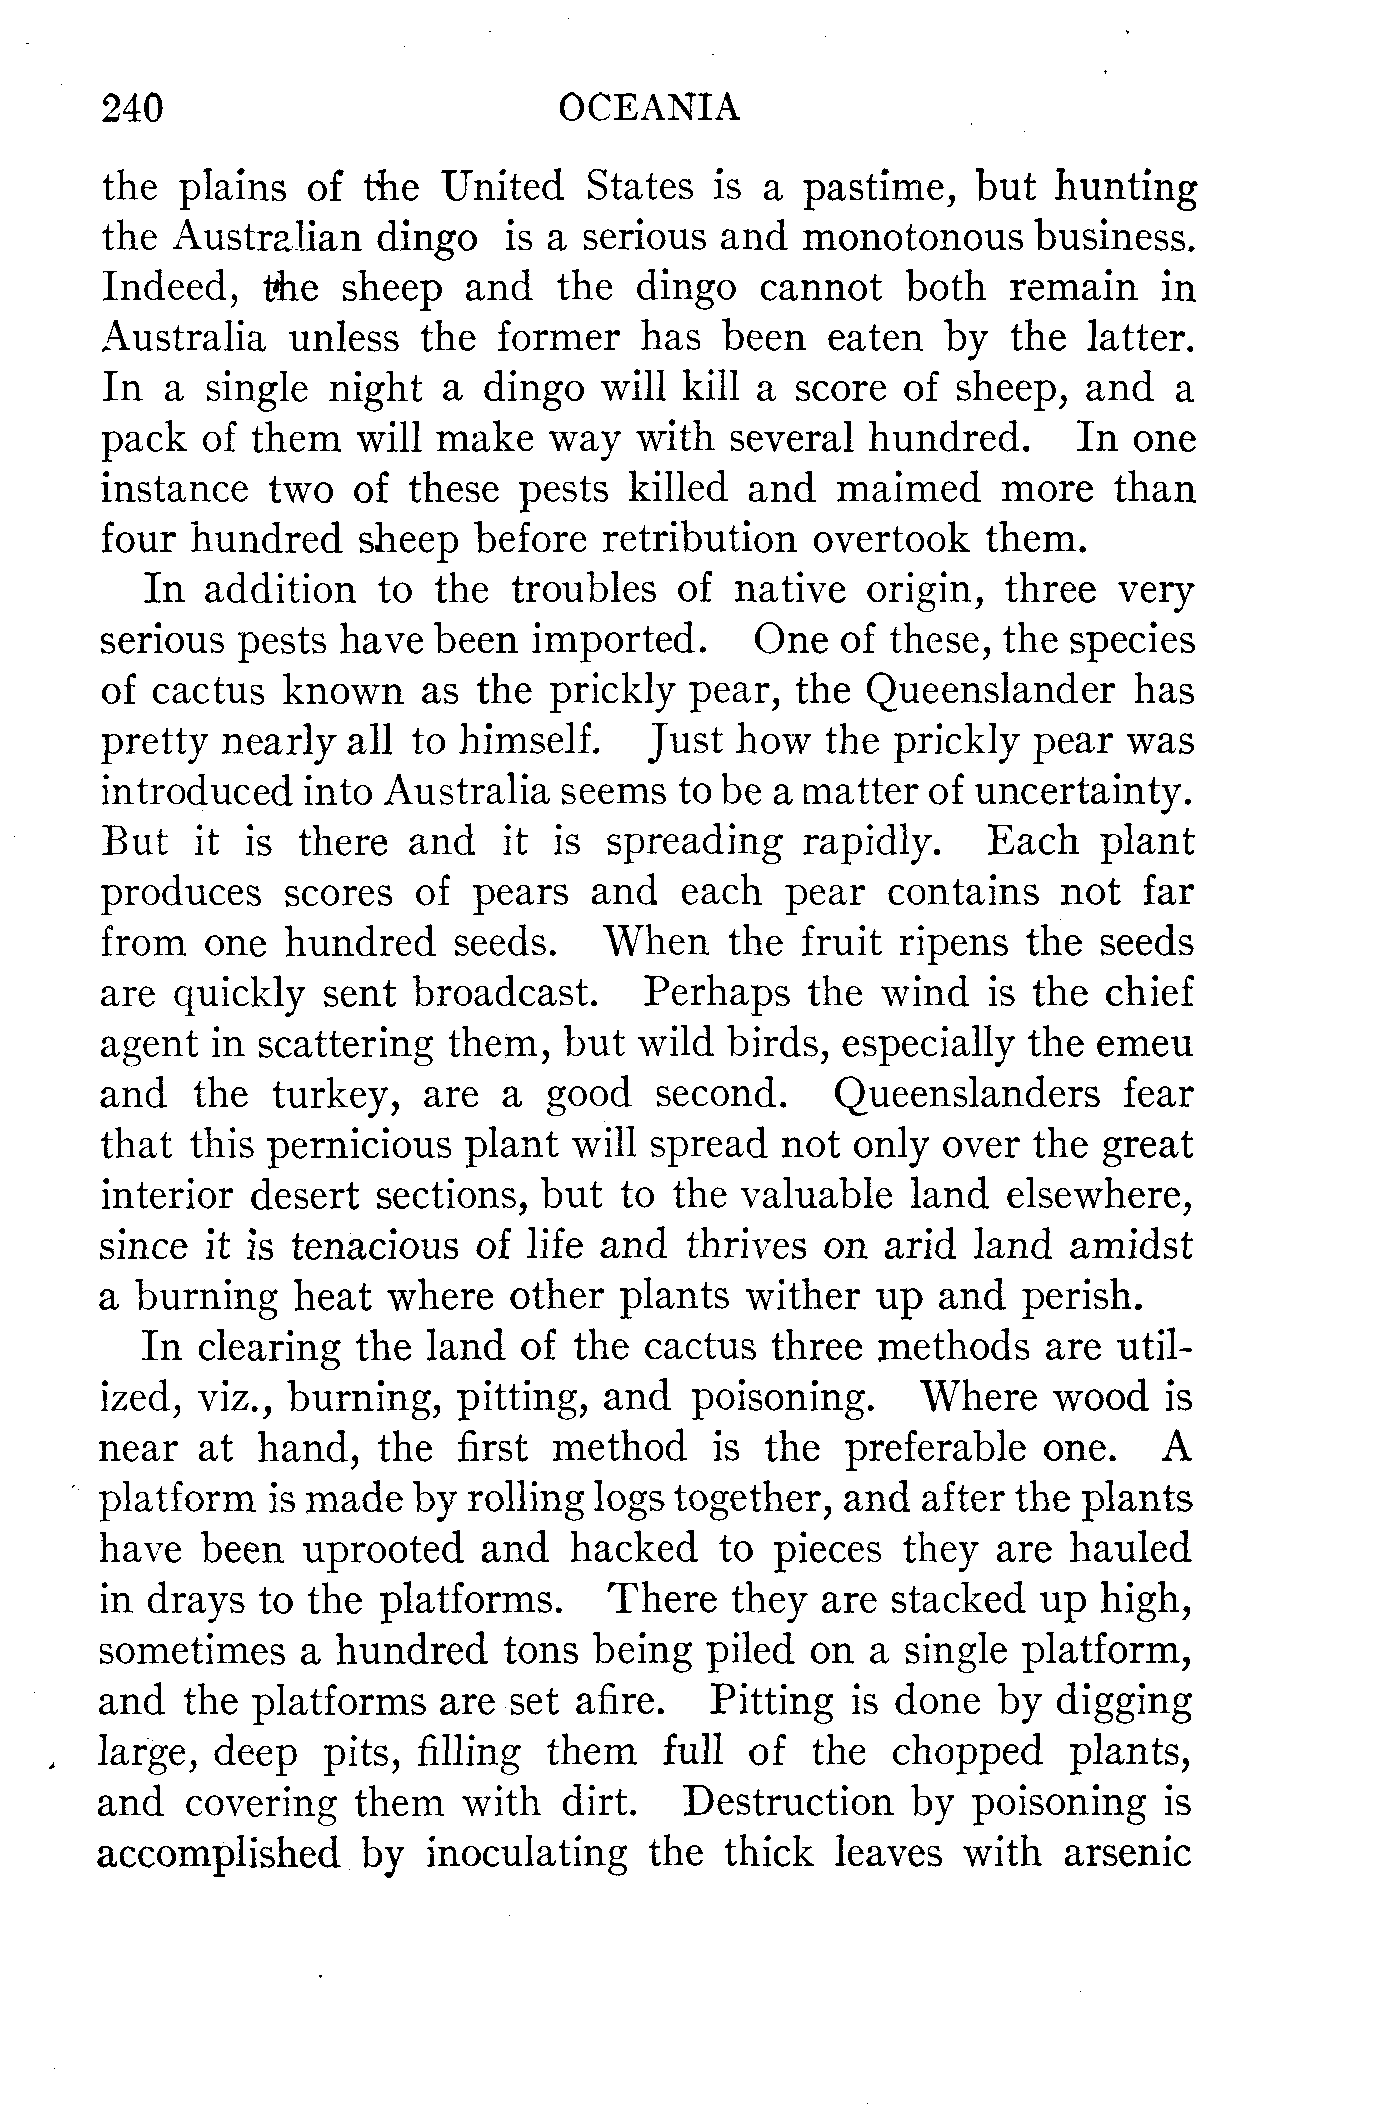 240 OCEANIA
the plains of the United States is a pastime, but hunting
the Australian dingo is a serious and monotonous business.
Indeed, the sheep and the dingo cannot both remain in
Australia unless the former has been eaten by the latter.
In a single night a dingo will kill a score of sheep, and a
pack of them will make way with several hundred. In one
instance two of these pests killed and maimed more than
four hundred sheep before retribution overtook them.
In addition to the troubles of native origin, three very
serious pests have been imported. One of these, the species
of cactus known as the prickly pear, the Queenslander has
pretty nearly all to himself. Just how the prickly pear was
introduced into Australia seems to be a matter of uncertainty.
But it is there and it is spreading rapidly. Each plant
produces scores of pears and each pear contains not far
from one hundred seeds. When the fruit ripens the seeds
are quickly sent broadcast. Perhaps the wind is the chief
agent in scattering them, but wild birds, especially the emeu
and the turkey, are a good second. Queenslanders fear
that this pernicious plant will spread not only over the great
interior desert sections, but to the valuable land elsewhere,
since it is tenacious of life and thrives on arid land amidst
a burning heat where other plants wither up and perish.
In clearing the land of the cactus three methods are util-
ized, viz., burning, pitting, and poisoning. Where wood is
near at hand, the first method is the preferable one. A
platform is made by rolling logs together, and after the plants
have been uprooted and hacked to pieces they are hauled
in drays to the platforms. There they are stacked up high,
sometimes a hundred tons being piled on a single platform,
and the platforms are set afire. Pitting is done by digging
large, deep pits, filling them full of the chopped plants,
and covering them with dirt. Destruction by poisoning is
accomplished by inoculating the thick leaves with arsenic